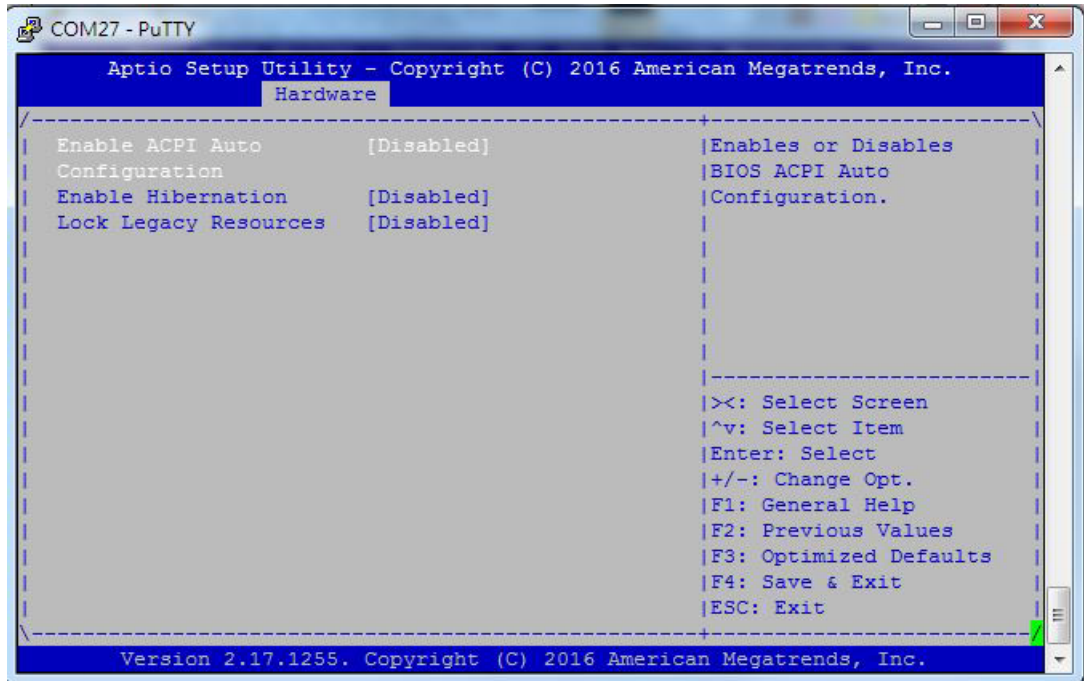 COM27 - PuTTY
Aptio Setup Utility - Copyright (C) 2016 American Megatrends, Inc.
Hardware
/----------------------------------------------------+-------------------------\
| Enable ACPI Auto [Disabled] |Enables or Disables |
| Configuration |BIOS ACPI Auto |
| Enable Hibernation [Disabled] |Configuration. |
| Lock Legacy Resources [Disabled] | |
|-------------------------|
|><: Select Screen |
|^v: Select Item |
|Enter: Select |
|+/-: Change Opt. |
|F1: General Help |
|F2: Previous Values |
|F3: Optimized Defaults |
|F4: Save & Exit |
|ESC: Exit |
\----------------------------------------------------+-------------------------/
Version 2.17.1255. Copyright (C) 2016 American Megatrends, Inc.